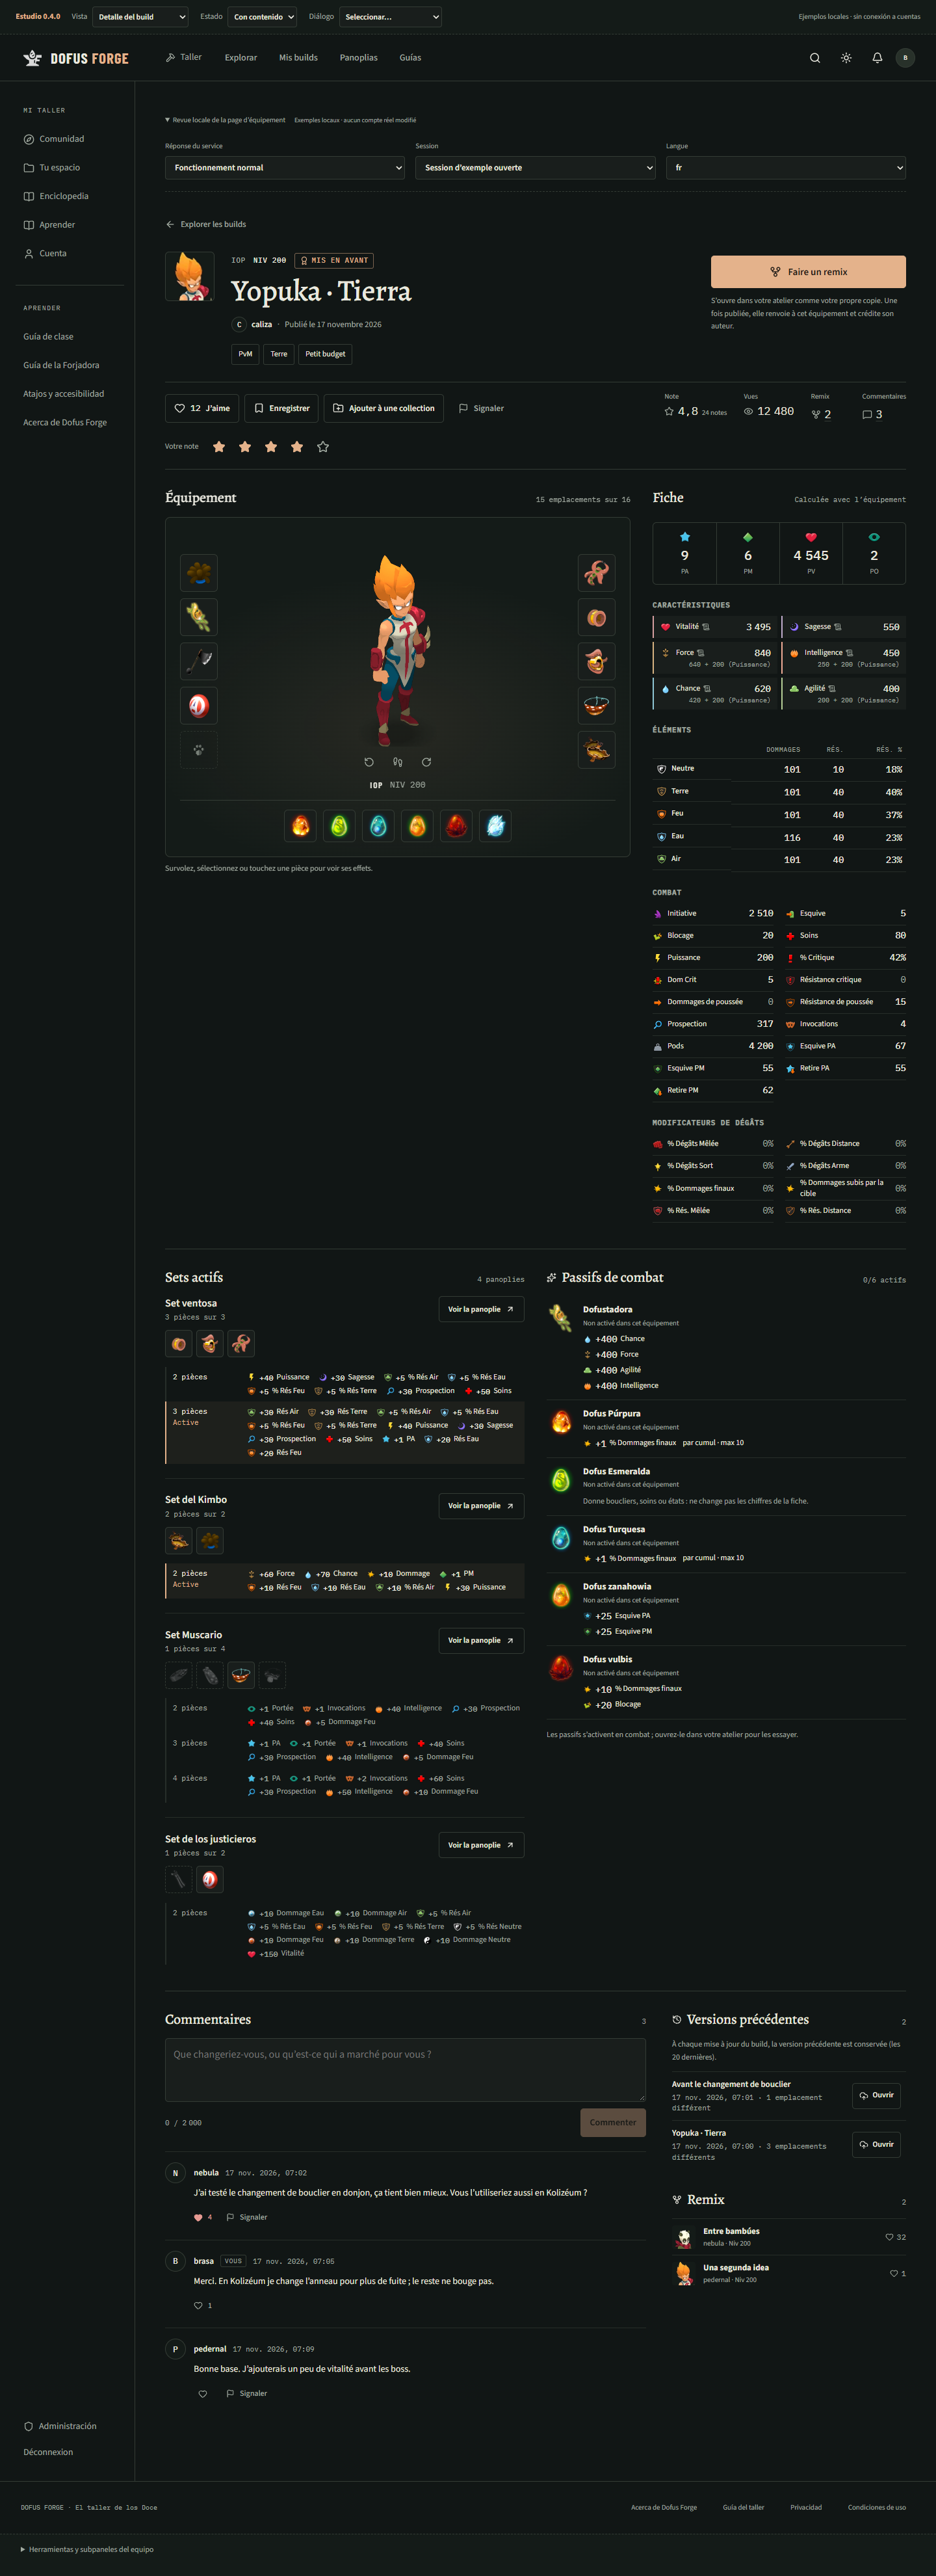 Estudio 0.4.0 Vista Detalle del build Estado Con contenido Diálogo Seleccionar... Ejemplos locales · sin conexión a cuentas
DOFUS FORGE Taller Explorar Mis builds Panoplias Guías B
MI TALLER
Comunidad
Tu espacio
Enciclopedia
Aprender
Cuenta
APRENDER
Guía de clase
Guía de la Forjadora
Atajos y accesibilidad
Acerca de Dofus Forge
Administración
Déconnexion
Revue locale de la page d'équipement Exemples locaux · aucun compte réel modifié
Réponse du service Session Langue
Fonctionnement normal Session d'exemple ouverte fr
Explorer les builds
IOP NIV 200 MIS EN AVANT
Yopuka · Tierra
C caliza · Publié le 17 novembre 2026
PvM Terre Petit budget
Faire un remix
S'ouvre dans votre atelier comme votre propre copie. Une
fois publiée, elle renvoie à cet équipement et crédite son
auteur.
12 J'aime Enregistrer Ajouter à une collection Signaler
Note Vues Remix Commentaires
4,8 24 notes 12 480 2 3
Votre note
Équipement 15 emplacements sur 16
IOP NIV 200
Survolez, sélectionnez ou touchez une pièce pour voir ses effets.
Fiche Calculée avec l'équipement
9 6 4 545 2
PA PM PV PO
CARACTÉRISTIQUES
Vitalité 3 495 Sagesse 550
Force 840 Intelligence 450
640 + 200 (Puissance) 250 + 200 (Puissance)
Chance 620 Agilité 400
420 + 200 (Puissance) 200 + 200 (Puissance)
ÉLÉMENTS
DOMMAGES RÉS. RÉS. %
Neutre 101 10 18%
Terre 101 40 40%
Feu 101 40 37%
Eau 116 40 23%
Air 101 40 23%
COMBAT
Initiative 2 510 Esquive 5
Blocage 20 Soins 80
Puissance 200 % Critique 42%
Dom Crit 5 Résistance critique 0
Dommages de poussée 0 Résistance de poussée 15
Prospection 317 Invocations 4
Pods 4 200 Esquive PA 67
Esquive PM 55 Retire PA 55
Retire PM 62
MODIFICATEURS DE DÉGÂTS
% Dégâts Mêlée 0% % Dégâts Distance 0%
% Dégâts Sort 0% % Dégâts Arme 0%
% Dommages finaux 0% % Dommages subis par la cible 0%
% Rés. Mêlée 0% % Rés. Distance 0%
Sets actifs 4 panoplies
Set ventosa Voir la panoplie
3 pièces sur 3
2 pièces +40 Puissance +30 Sagesse +5 % Rés Air +5 % Rés Eau
+5 % Rés Feu +5 % Rés Terre +30 Prospection +50 Soins
3 pièces +30 Rés Air +30 Rés Terre +5 % Rés Air +5 % Rés Eau
Active +5 % Rés Feu +5 % Rés Terre +40 Puissance +30 Sagesse
+30 Prospection +50 Soins +1 PA +20 Rés Eau
+20 Rés Feu
Set del Kimbo Voir la panoplie
2 pièces sur 2
2 pièces +60 Force +70 Chance +10 Dommage +1 PM
Active +10 Rés Feu +10 Rés Eau +10 % Rés Air +30 Puissance
Set Muscario Voir la panoplie
1 pièces sur 4
2 pièces +1 Portée +1 Invocations +40 Intelligence +30 Prospection
+40 Soins +5 Dommage Feu
3 pièces +1 PA +1 Portée +1 Invocations +40 Soins
+30 Prospection +40 Intelligence +5 Dommage Feu
4 pièces +1 PA +1 Portée +2 Invocations +60 Soins
+30 Prospection +50 Intelligence +10 Dommage Feu
Set de los justicieros Voir la panoplie
1 pièces sur 2
2 pièces +10 Dommage Eau +10 Dommage Air +5 % Rés Air
+5 % Rés Eau +5 % Rés Feu +5 % Rés Terre +5 % Rés Neutre
+10 Dommage Feu +10 Dommage Terre +10 Dommage Neutre
+150 Vitalité
Passifs de combat 0/6 actifs
Dofustadora
Non activé dans cet équipement
+400 Chance
+400 Force
+400 Agilité
+400 Intelligence
Dofus Púrpura
Non activé dans cet équipement
+1 % Dommages finaux par cumul · max 10
Dofus Esmeralda
Non activé dans cet équipement
Donne boucliers, soins ou états : ne change pas les chiffres de la fiche.
Dofus Turquesa
Non activé dans cet équipement
+1 % Dommages finaux par cumul · max 10
Dofus zanahowia
Non activé dans cet équipement
+25 Esquive PA
+25 Esquive PM
Dofus vulbis
Non activé dans cet équipement
+10 % Dommages finaux
+20 Blocage
Les passifs s'activent en combat ; ouvrez-le dans votre atelier pour les essayer.
Commentaires 3
Que changeriez-vous, ou qu'est-ce qui a marché pour vous ?
0 / 2 000 Commenter
N nebula 17 nov. 2026, 07:02
J'ai testé le changement de bouclier en donjon, ça tient bien mieux. Vous l'utiliseriez aussi en Kolizéum ?
4 Signaler
B brasa VOUS 17 nov. 2026, 07:05
Merci. En Kolizéum je change l'anneau pour plus de fuite ; le reste ne bouge pas.
1
P pedernal 17 nov. 2026, 07:09
Bonne base. J'ajouterais un peu de vitalité avant les boss.
Signaler
Versions précédentes 2
À chaque mise à jour du build, la version précédente est conservée (les
20 dernières).
Avant le changement de bouclier Ouvrir
17 nov. 2026, 07:01 · 1 emplacement
différent
Yopuka · Tierra Ouvrir
17 nov. 2026, 07:00 · 3 emplacements
différents
Remix 2
Entre bambúes 32
nebula · Niv 200
Una segunda idea 1
pedernal · Niv 200
DOFUS FORGE · El taller de los Doce Acerca de Dofus Forge Guía del taller Privacidad Condiciones de uso
Herramientas y subpaneles del equipo